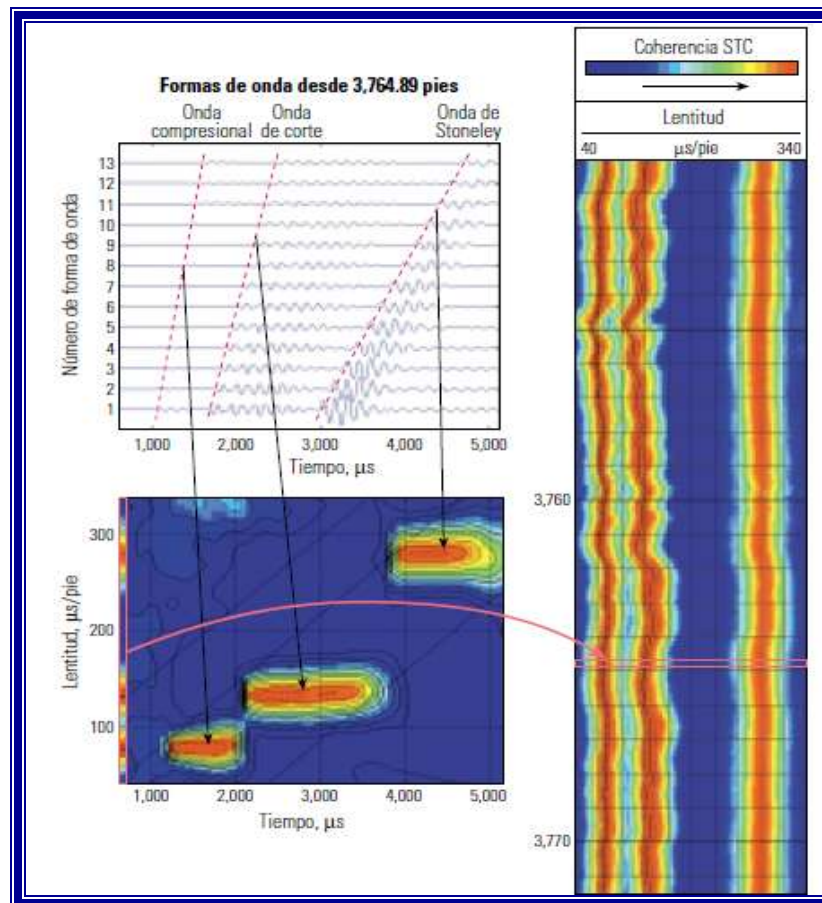 Formas de onda desde 3,764.89 pies
Onda compresional
Onda de corte
Onda de Stoneley
Número de forma de onda
13
12
11
10
9
8
7
6
5
4
3
2
1
1,000 2,000 3,000 4,000 5,000
Tiempo, µs
Lentitud, µs/pie
300
200
100
1,000 2,000 3,000 4,000 5,000
Tiempo, µs
Coherencia STC
Lentitud
40 µs/pie 340
3,760
3,770